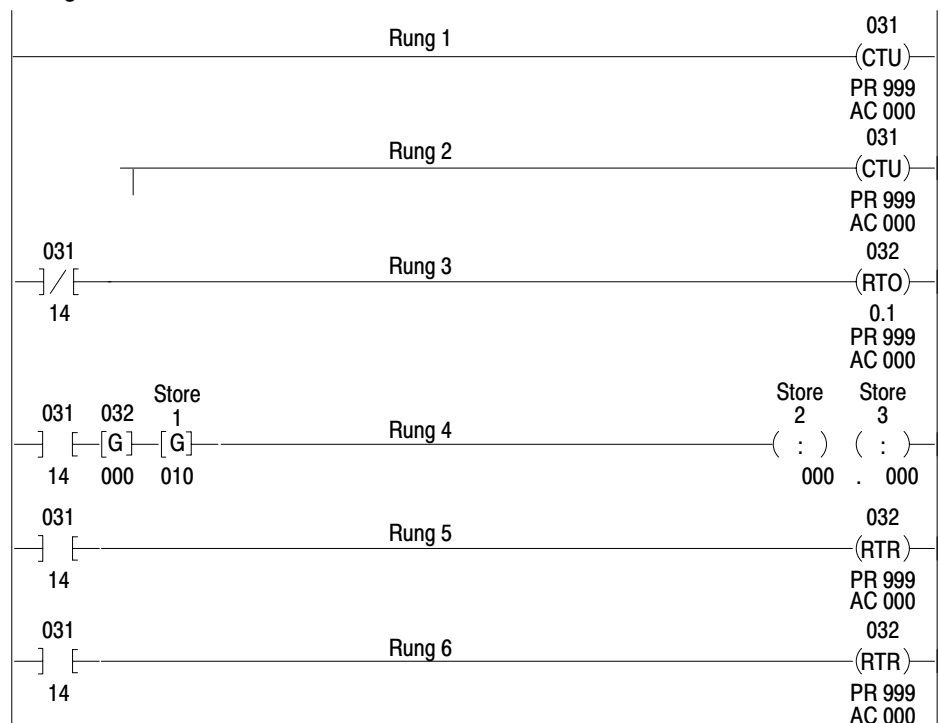 Rung 1
031
(CTU)
PR 999
AC 000
Rung 2
031
(CTU)
PR 999
AC 000
031
14
Rung 3
032
(RTO)
0.1
PR 999
AC 000
031
14
032
[G]
000
Store
1
[G]
010
Rung 4
Store
2
( : )
000 .
Store
3
( : )
000
031
14
Rung 5
032
(RTR)
PR 999
AC 000
031
14
Rung 6
032
(RTR)
PR 999
AC 000